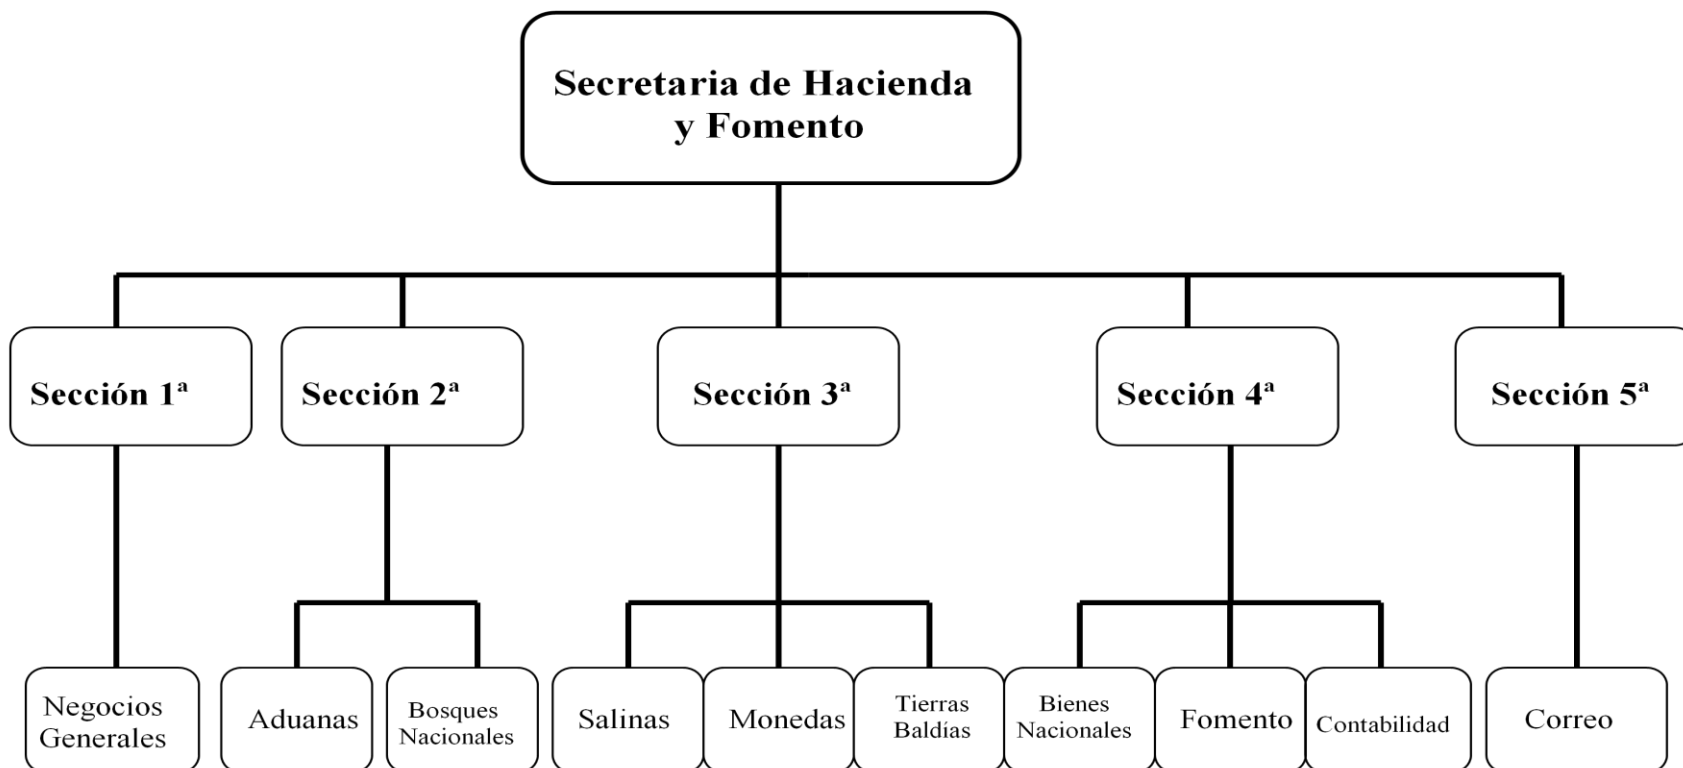 Secretaria de Hacienda
y Fomento
Sección 1ª
Sección 2ª
Sección 3ª
Sección 4ª
Sección 5ª
Negocios
Generales
Aduanas
Bosques
Nacionales
Salinas
Monedas
Tierras
Baldías
Bienes
Nacionales
Fomento
Contabilidad
Correo